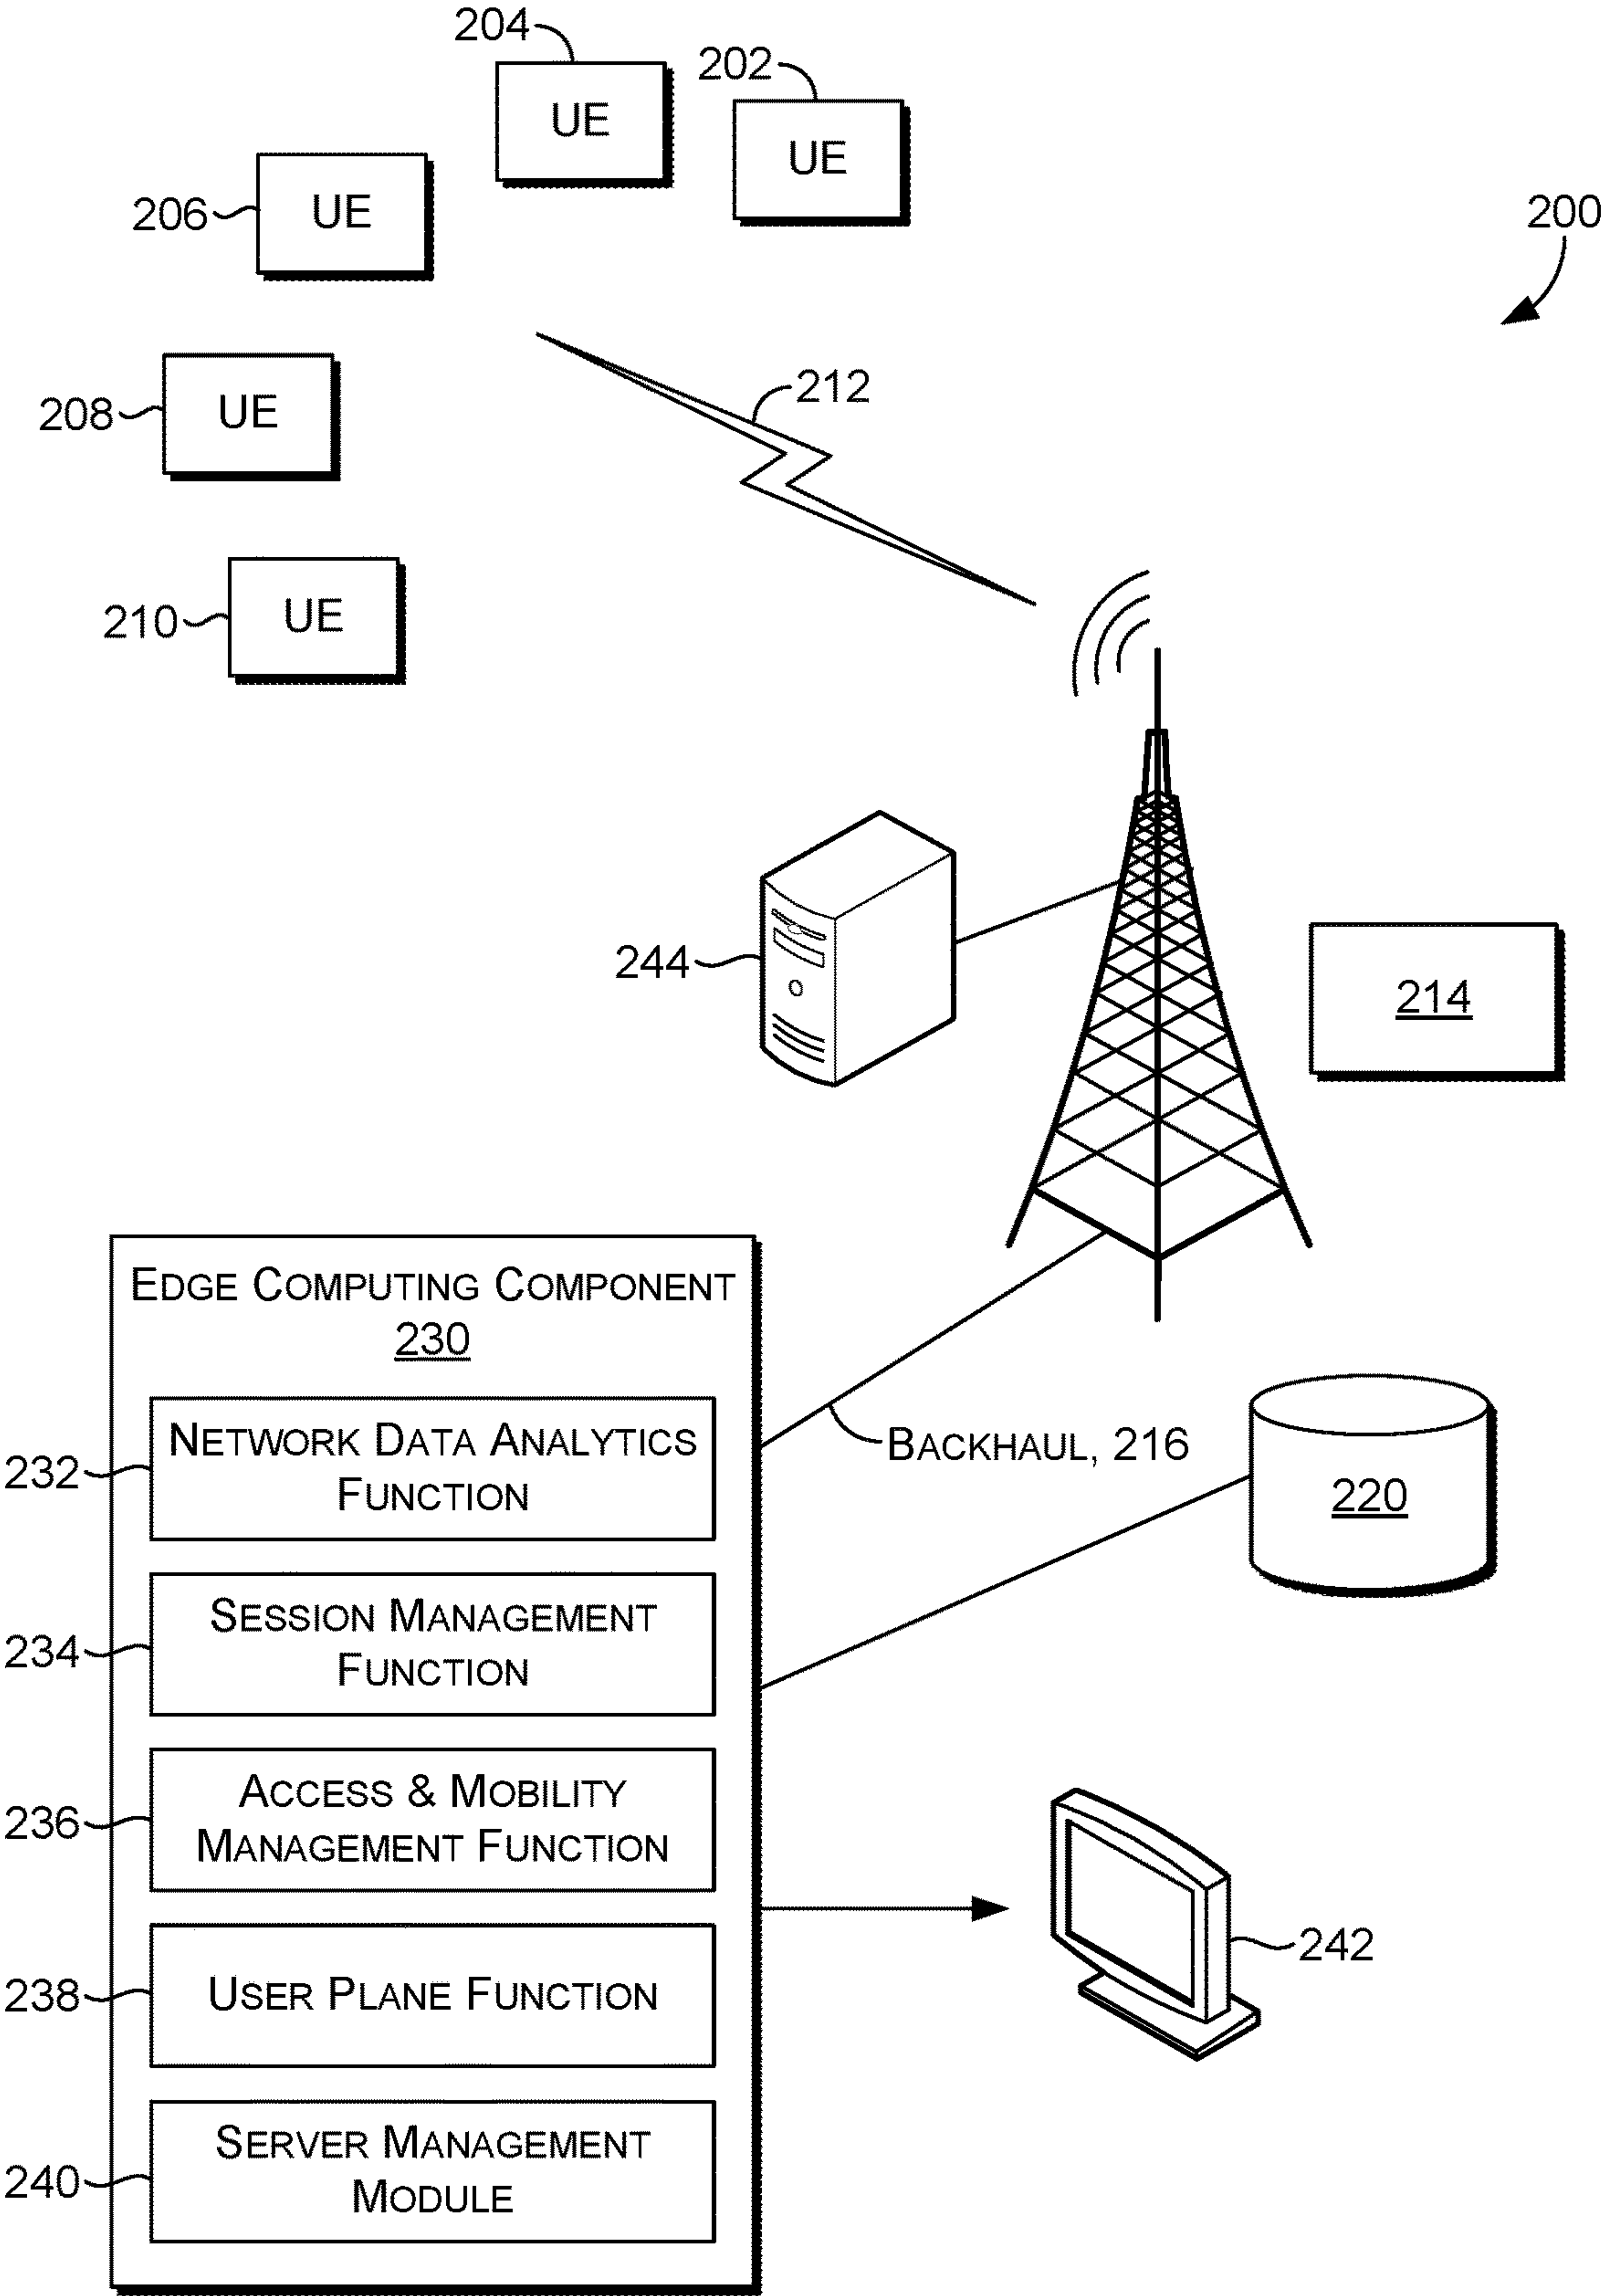 204
202
UE
UE
206
UE
200
208
UE
212
210
UE
244
214
EDGE COMPUTING COMPONENT
230
232
NETWORK DATA ANALYTICS
FUNCTION
BACKHAUL, 216
220
234
SESSION MANAGEMENT
FUNCTION
236
ACCESS & MOBILITY
MANAGEMENT FUNCTION
242
238
USER PLANE FUNCTION
240
SERVER MANAGEMENT
MODULE